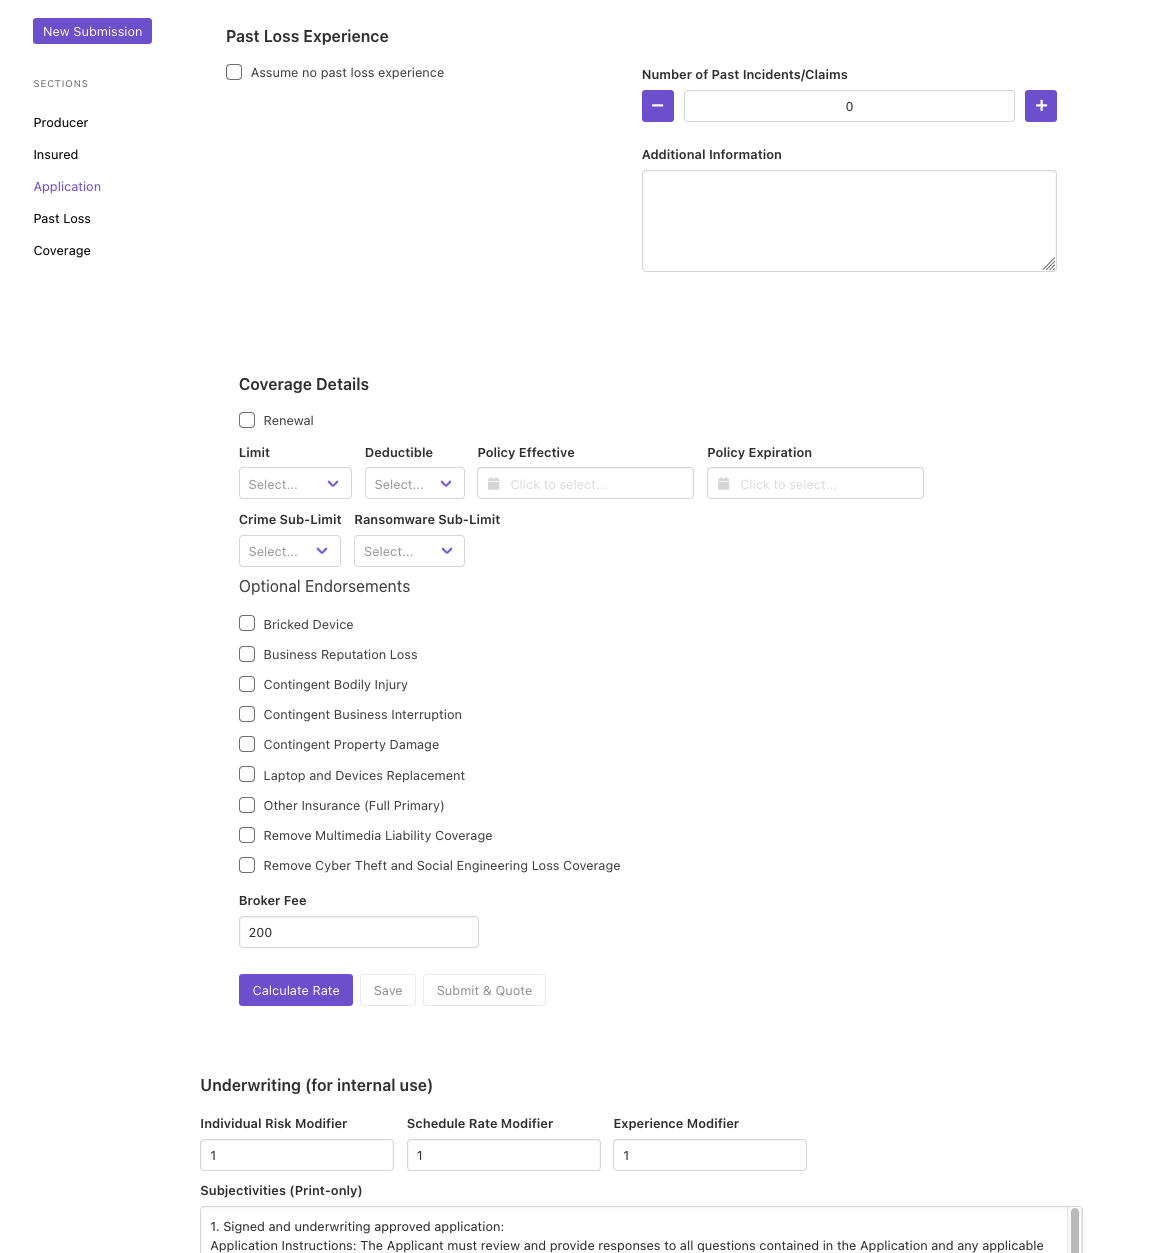 New Submission
SECTIONS
Producer
Insured
Application
Past Loss
Coverage
Past Loss Experience
Assume no past loss experience
Number of Past Incidents/Claims
0
Additional Information
Coverage Details
Renewal
Limit
Deductible
Policy Effective
Policy Expiration
Select...
Select...
Click to select...
Click to select...
Crime Sub-Limit
Ransomware Sub-Limit
Select...
Select...
Optional Endorsements
Bricked Device
Business Reputation Loss
Contingent Bodily Injury
Contingent Business Interruption
Contingent Property Damage
Laptop and Devices Replacement
Other Insurance (Full Primary)
Remove Multimedia Liability Coverage
Remove Cyber Theft and Social Engineering Loss Coverage
Broker Fee
200
Calculate Rate
Save
Submit & Quote
Underwriting (for internal use)
Individual Risk Modifier
Schedule Rate Modifier
Experience Modifier
1
1
1
Subjectivities (Print-only)
1. Signed and underwriting approved application:
Application Instructions: The Applicant must review and provide responses to all questions contained in the Application and any applicable